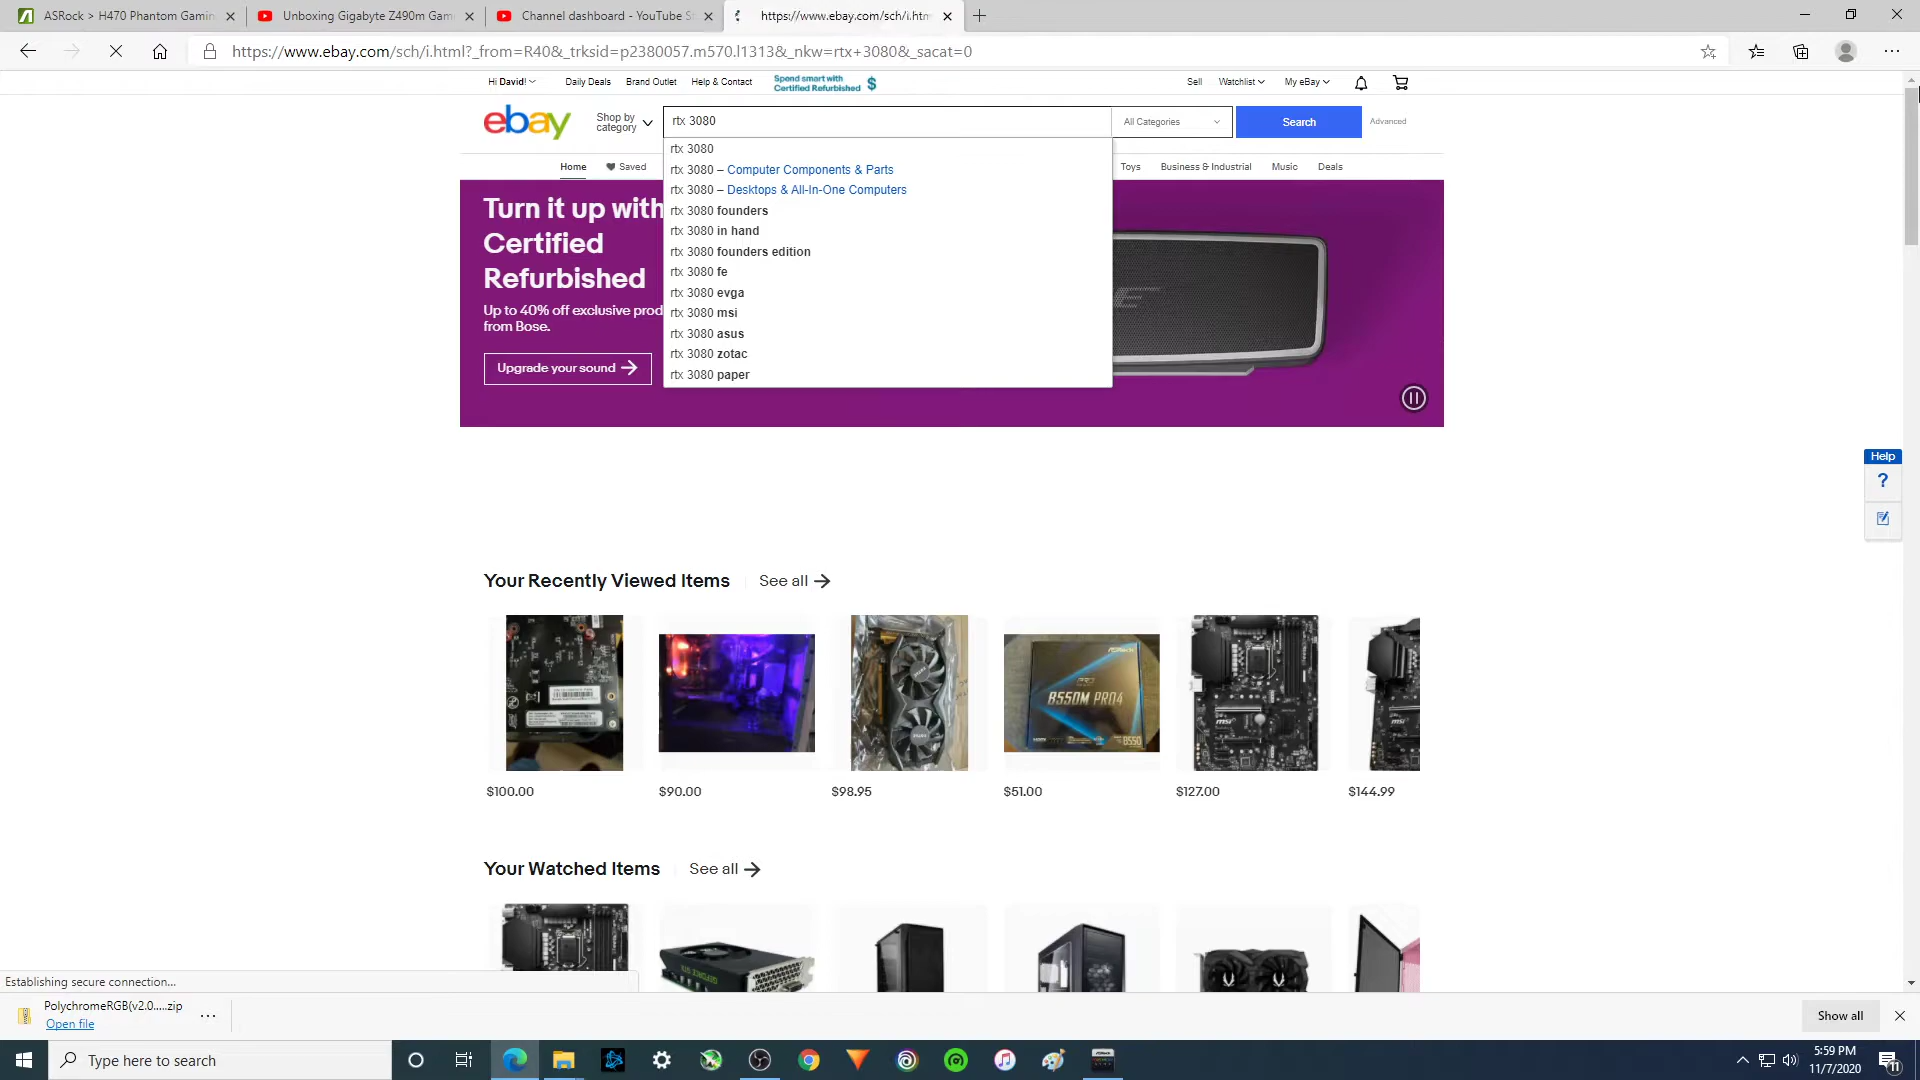 ASRock > H470 Phantom Gamin
Unboxing Gigabyte Z490m Gam
Channel dashboard - YouTube S
https://www.ebay.com/sch/i.htm
https://www.ebay.com/sch/i.html?_from=R40&_trksid=p2380057.m570.l1313&_nkw=rtx+3080&_sacat=0
Hi David!
Daily Deals
Brand Outlet
Help & Contact
Spend smart with
Certified Refurbished
$
Sell
Watchlist
My eBay
ebay
Shop by
category
rtx 3080
All Categories
Search
Advanced
Home
Saved
Toys
Business & Industrial
Music
Deals
rtx 3080
rtx 3080 – Computer Components & Parts
rtx 3080 – Desktops & All-In-One Computers
rtx 3080 founders
rtx 3080 in hand
rtx 3080 founders edition
rtx 3080 fe
rtx 3080 evga
rtx 3080 msi
rtx 3080 asus
rtx 3080 zotac
rtx 3080 paper
Turn it up with
Certified
Refurbished
Up to 40% off exclusive prod
from Bose.
Upgrade your sound
Help
?
Your Recently Viewed Items
See all
B550M PRO4
msi
$100.00
$90.00
$98.95
$51.00
$127.00
$144.99
Your Watched Items
See all
Establishing secure connection...
PolychromeRGB(v2.0.....zip
Open file
Show all
Type here to search
5:59 PM
11/7/2020
11